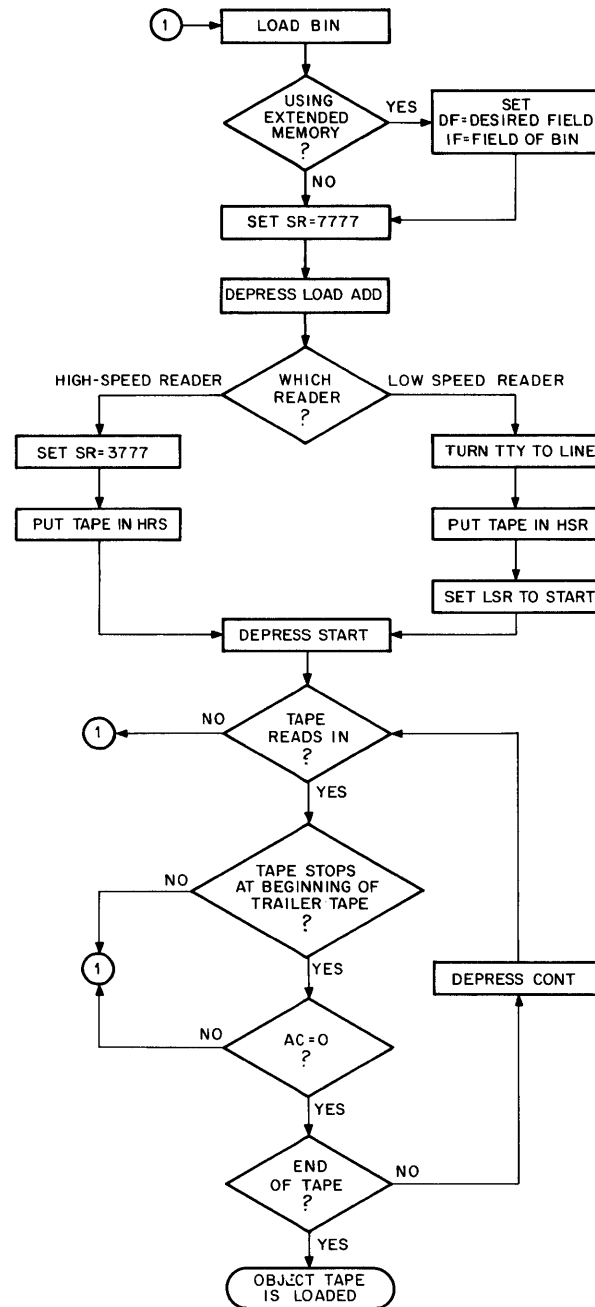 1
LOAD BIN
USING
EXTENDED
MEMORY
?
YES
SET
DF=DESIRED FIELD
IF=FIELD OF BIN
NO
SET SR=7777
DEPRESS LOAD ADD
HIGH-SPEED READER
WHICH
READER
?
LOW SPEED READER
SET SR=3777
TURN TTY TO LINE
PUT TAPE IN HRS
PUT TAPE IN HSR
SET LSR TO START
DEPRESS START
1
NO
TAPE
READS IN
?
YES
NO
TAPE STOPS
AT BEGINNING OF
TRAILER TAPE
?
1
YES
DEPRESS CONT
NO
AC=0
?
YES
END
OF TAPE
?
NO
YES
OBJECT TAPE
IS LOADED